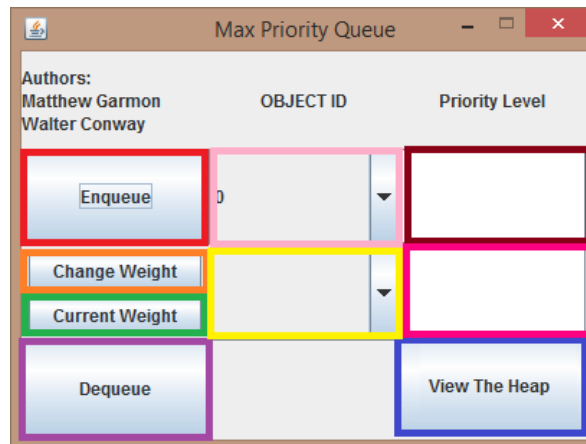 Max Priority Queue
Authors:
Matthew Garmon
Walter Conway
OBJECT ID
Priority Level
Enqueue
0
Change Weight
Current Weight
Dequeue
View The Heap